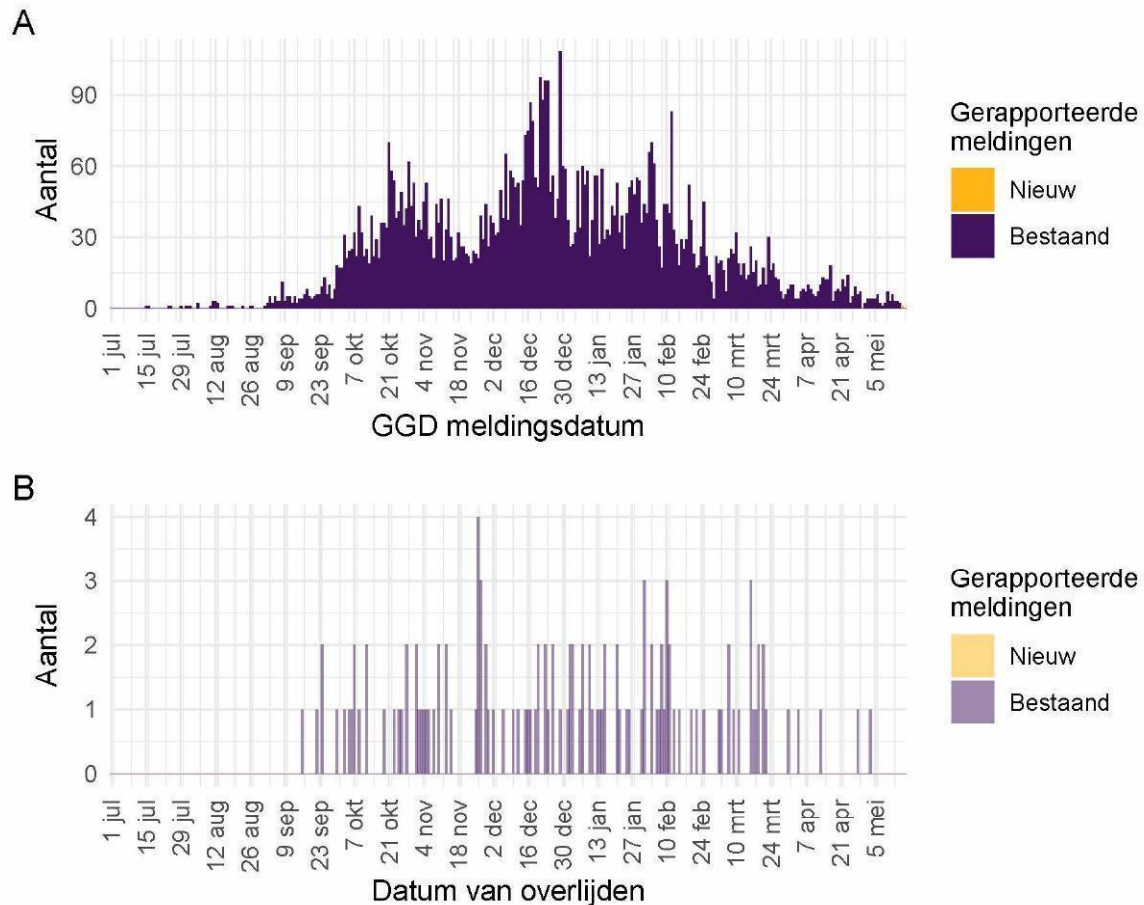 A
Aantal
90
60
30
0
1 jul
15 jul
29 jul
12 aug
26 aug
9 sep
23 sep
7 okt
21 okt
4 nov
18 nov
2 dec
16 dec
30 dec
13 jan
27 jan
10 feb
24 feb
10 mrt
24 mrt
7 apr
21 apr
5 mei
GGD meldingsdatum
Gerapporteerde
meldingen
Nieuw
Bestaand
B
Aantal
4
3
2
1
0
1 jul
15 jul
29 jul
12 aug
26 aug
9 sep
23 sep
7 okt
21 okt
4 nov
18 nov
2 dec
16 dec
30 dec
13 jan
27 jan
10 feb
24 feb
10 mrt
24 mrt
7 apr
21 apr
5 mei
Datum van overlijden
Gerapporteerde
meldingen
Nieuw
Bestaand